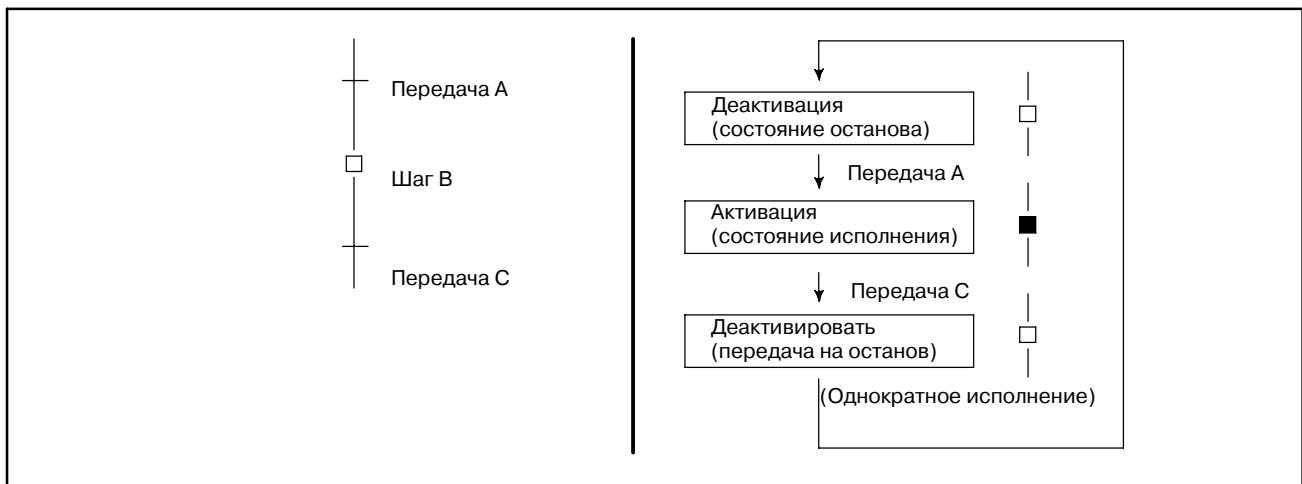 Передача А
Шаг В
Передача С
Деактивация
(состояние останова)
Передача А
Активация
(состояние исполнения)
Передача С
Деактивировать
(передача на останов)
(Однократное исполнение)